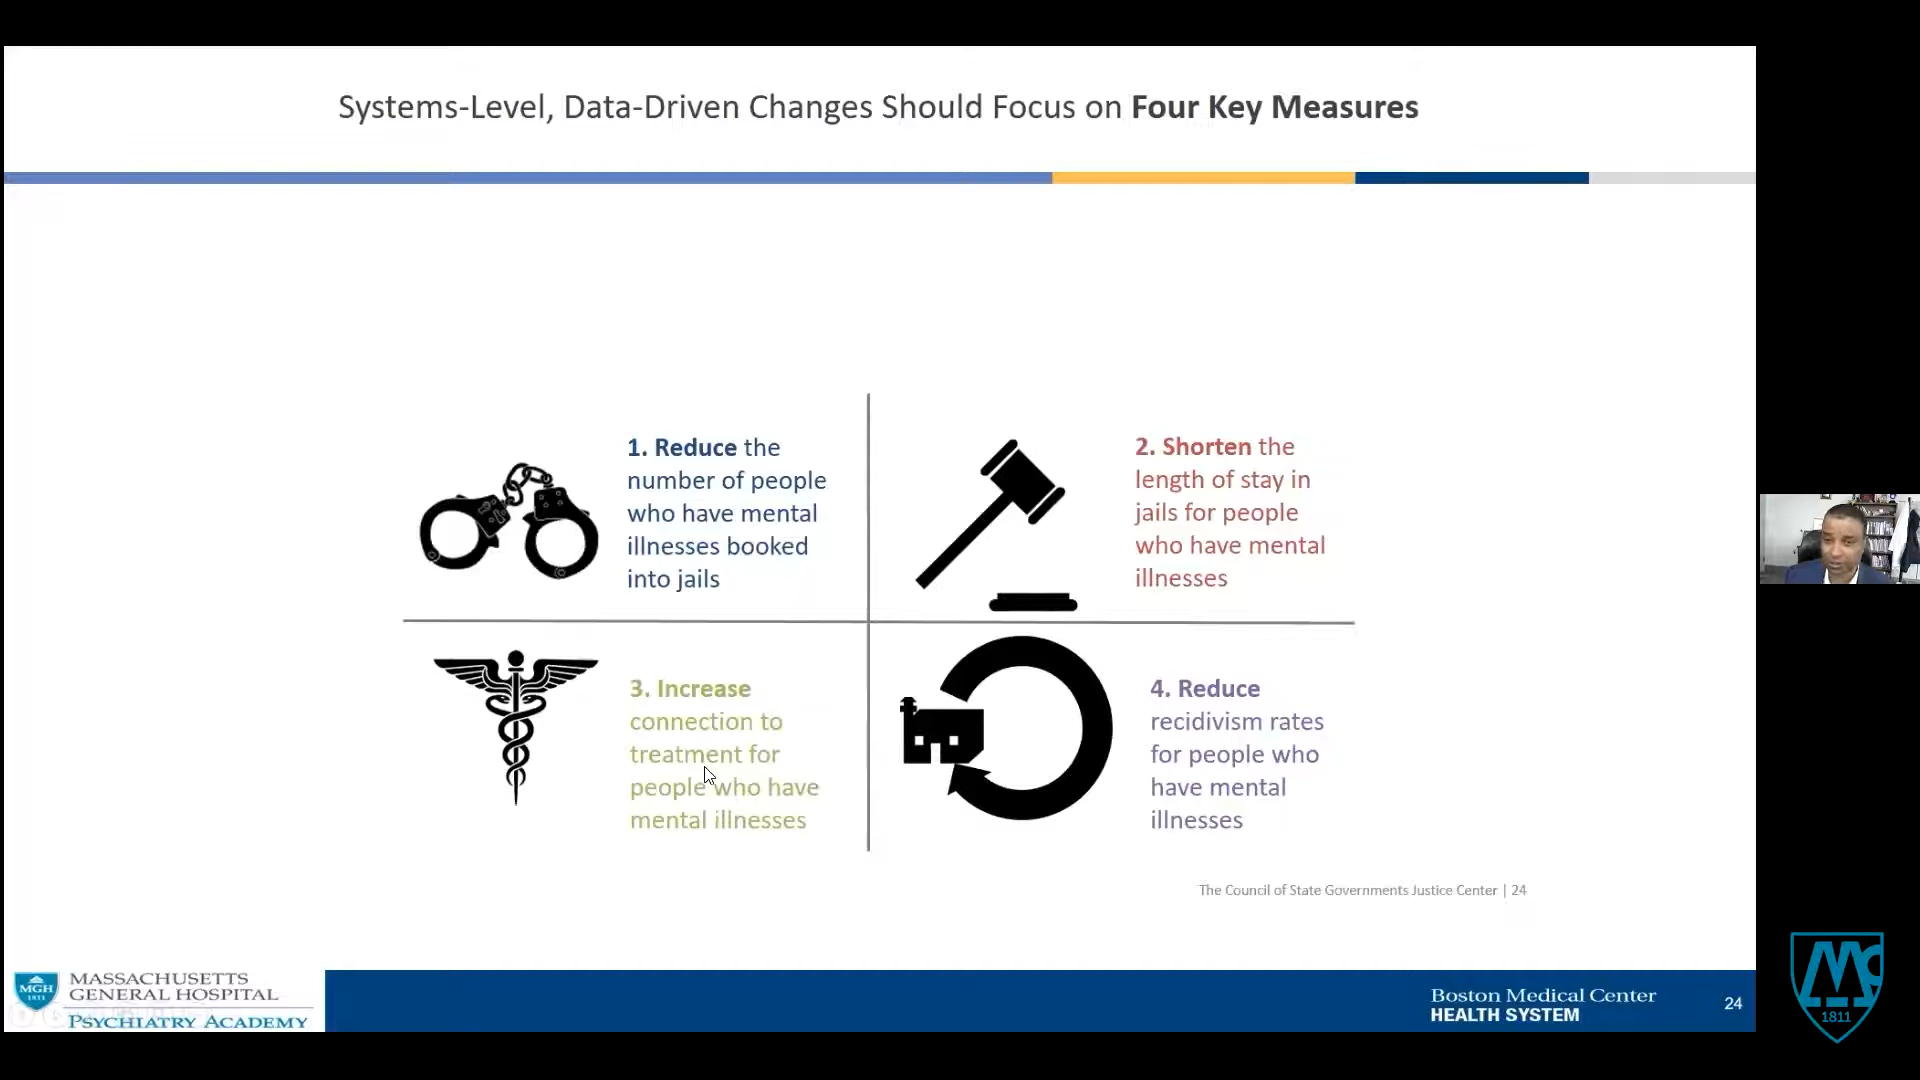 Systems-Level, Data-Driven Changes Should Focus on Four Key Measures
1. Reduce the
number of people
who have mental
illnesses booked
into jails
2. Shorten the
length of stay in
jails for people
who have mental
illnesses
3. Increase
connection to
treatment for
people who have
mental illnesses
4. Reduce
recidivism rates
for people who
have mental
illnesses
The Council of State Governments Justice Center | 24
MGH
1811
MASSACHUSETTS
GENERAL HOSPITAL
PSYCHIATRY ACADEMY
Boston Medical Center
HEALTH SYSTEM
24
1811